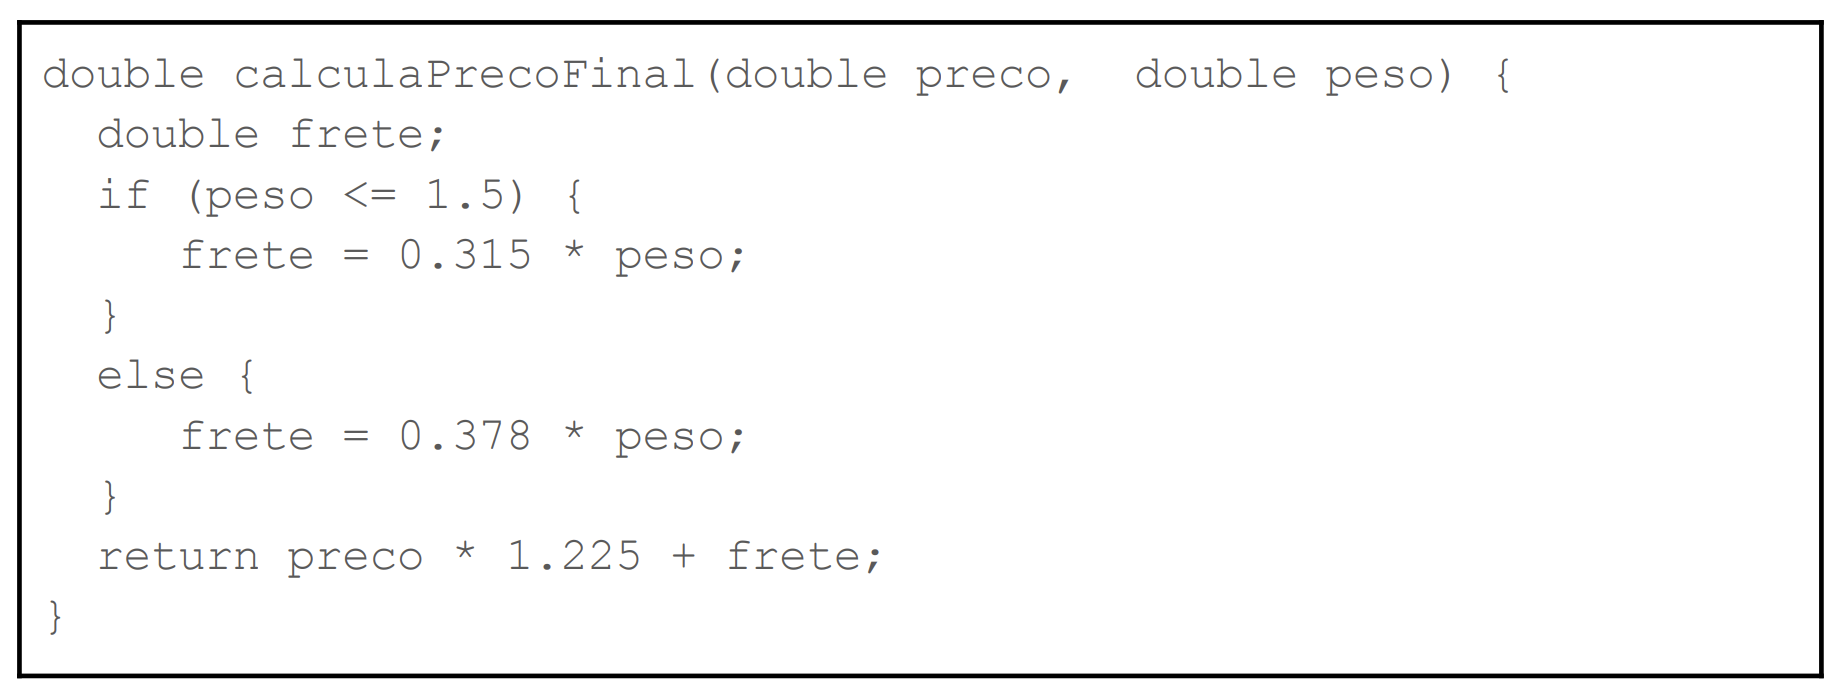 double calculaPrecoFinal(double preco,  double peso) {
  double frete;
  if (peso <= 1.5) {
     frete = 0.315 * peso;
  }
  else {
     frete = 0.378 * peso;
  }
  return preco * 1.225 + frete;
}